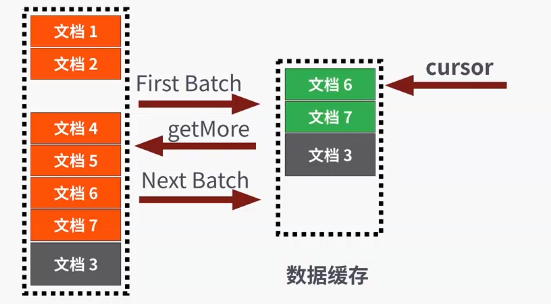 文档 1
文档 2
文档 4
文档 5
文档 6
文档 7
文档 3
First Batch
getMore
Next Batch
文档 6
文档 7
文档 3
cursor
数据缓存